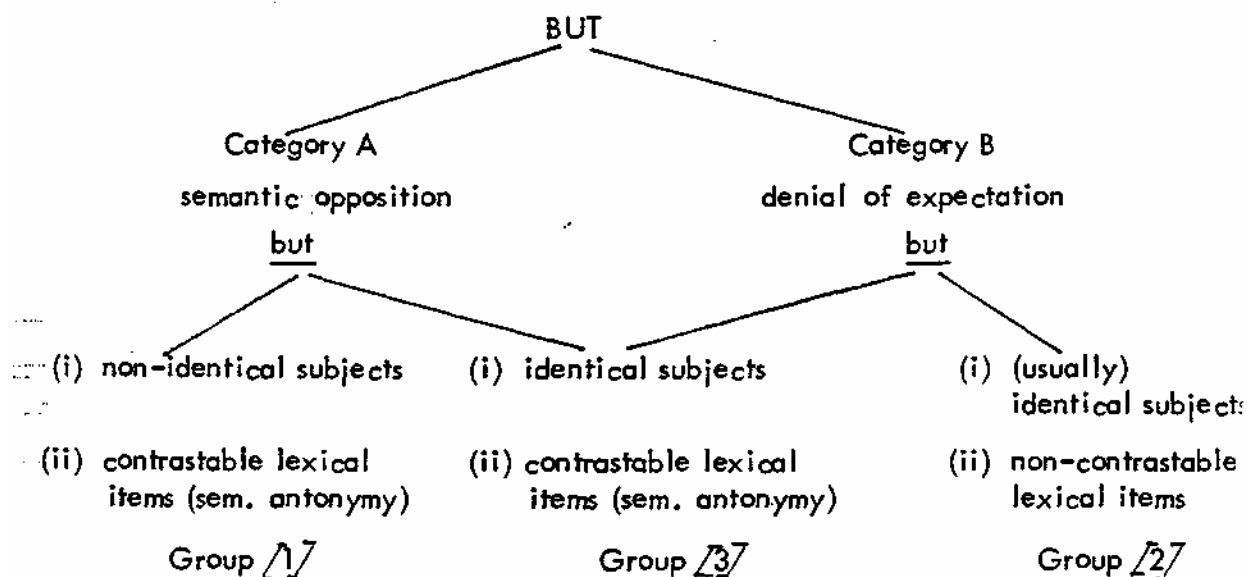 BUT
Category A
semantic opposition
but
Category B
denial of expectation
but
(i) non-identical subjects
(ii) contrastable lexical
items (sem. antonymy)
Group [1]
(i) identical subjects
(ii) contrastable lexical
items (sem. antonymy)
Group [3]
(i) (usually)
identical subjects
(ii) non-contrastable
lexical items
Group [2]